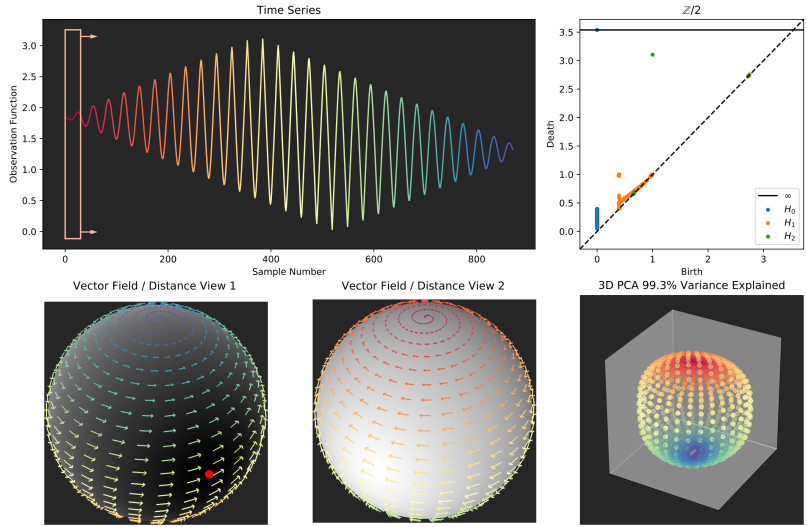 Time Series
Observation Function
3.0
2.5
2.0
1.5
1.0
0.5
0.0
0
200
400
600
800
Sample Number
ℤ/2
Death
3.5
3.0
2.5
2.0
1.5
1.0
0.5
0.0
∞
H₀
H₁
H₂
0
1
2
3
Birth
Vector Field / Distance View 1
Vector Field / Distance View 2
3D PCA 99.3% Variance Explained